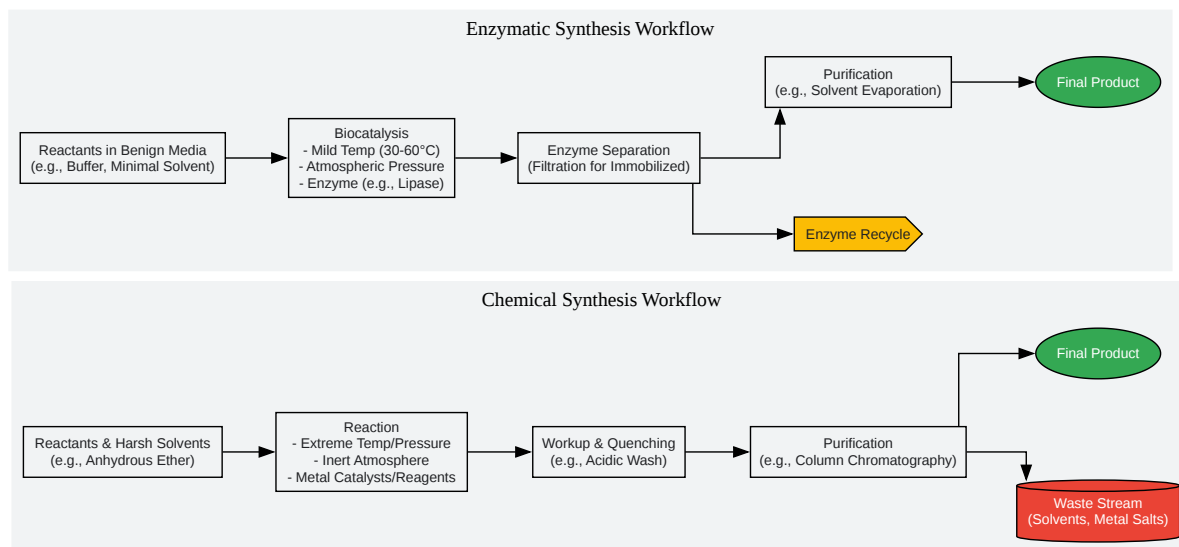 Enzymatic Synthesis Workflow
Reactants in Benign Media
(e.g., Buffer, Minimal Solvent)
Biocatalysis
- Mild Temp (30-60°C)
- Atmospheric Pressure
- Enzyme (e.g., Lipase)
Enzyme Separation
(Filtration for Immobilized)
Purification
(e.g., Solvent Evaporation)
Final Product
Enzyme Recycle
Chemical Synthesis Workflow
Reactants & Harsh Solvents
(e.g., Anhydrous Ether)
Reaction
- Extreme Temp/Pressure
- Inert Atmosphere
- Metal Catalysts/Reagents
Workup & Quenching
(e.g., Acidic Wash)
Purification
(e.g., Column Chromatography)
Final Product
Waste Stream
(Solvents, Metal Salts)